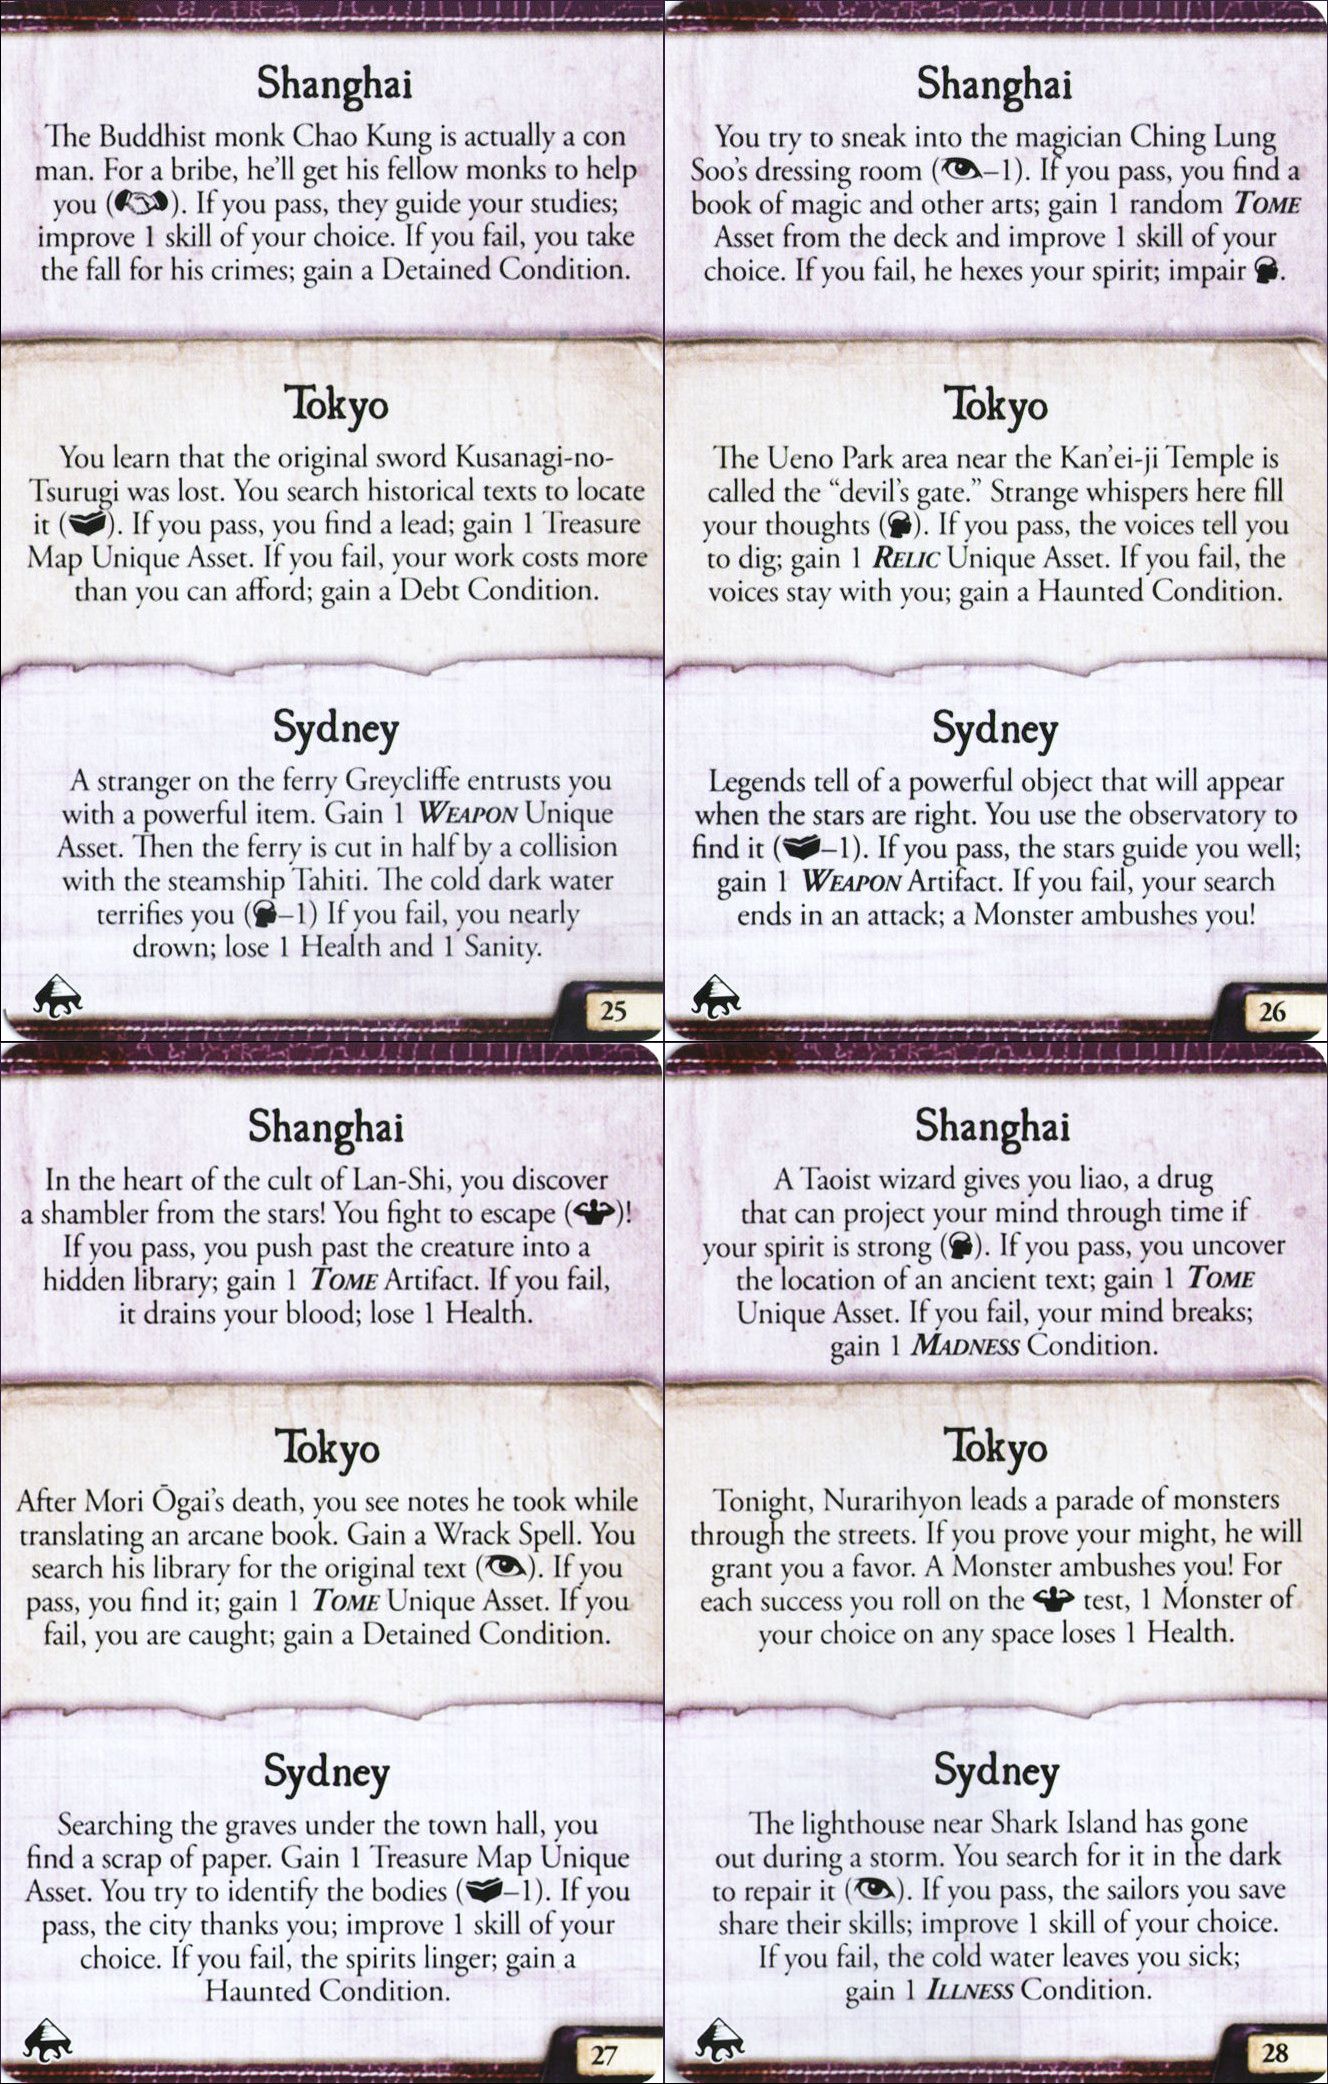 Shanghai
The Buddhist monk Chao Kung is actually a con
man. For a bribe, he'll get his fellow monks to help
you ( ). If you pass, they guide your studies;
improve 1 skill of your choice. If you fail, you take
the fall for his crimes; gain a Detained Condition.
Tokyo
You learn that the original sword Kusanagi-no-
Tsurugi was lost. You search historical texts to locate
it ( ). If you pass, you find a lead; gain 1 Treasure
Map Unique Asset. If you fail, your work costs more
than you can afford; gain a Debt Condition.
Sydney
A stranger on the ferry Greycliffe entrusts you
with a powerful item. Gain 1 WEAPON Unique
Asset. Then the ferry is cut in half by a collision
with the steamship Tahiti. The cold dark water
terrifies you ( –1) If you fail, you nearly
drown; lose 1 Health and 1 Sanity.
25
Shanghai
You try to sneak into the magician Ching Lung
Soo's dressing room ( –1). If you pass, you find a
book of magic and other arts; gain 1 random TOME
Asset from the deck and improve 1 skill of your
choice. If you fail, he hexes your spirit; impair .
Tokyo
The Ueno Park area near the Kan'ei-ji Temple is
called the “devil's gate.” Strange whispers here fill
your thoughts ( ). If you pass, the voices tell you
to dig; gain 1 RELIC Unique Asset. If you fail, the
voices stay with you; gain a Haunted Condition.
Sydney
Legends tell of a powerful object that will appear
when the stars are right. You use the observatory to
find it ( –1). If you pass, the stars guide you well;
gain 1 WEAPON Artifact. If you fail, your search
ends in an attack; a Monster ambushes you!
26
Shanghai
In the heart of the cult of Lan-Shi, you discover
a shambler from the stars! You fight to escape ( )!
If you pass, you push past the creature into a
hidden library; gain 1 TOME Artifact. If you fail,
it drains your blood; lose 1 Health.
Tokyo
After Mori Ōgai's death, you see notes he took while
translating an arcane book. Gain a Wrack Spell. You
search his library for the original text ( ). If you
pass, you find it; gain 1 TOME Unique Asset. If you
fail, you are caught; gain a Detained Condition.
Sydney
Searching the graves under the town hall, you
find a scrap of paper. Gain 1 Treasure Map Unique
Asset. You try to identify the bodies ( –1). If you
pass, the city thanks you; improve 1 skill of your
choice. If you fail, the spirits linger; gain a
Haunted Condition.
27
Shanghai
A Taoist wizard gives you liao, a drug
that can project your mind through time if
your spirit is strong ( ). If you pass, you uncover
the location of an ancient text; gain 1 TOME
Unique Asset. If you fail, your mind breaks;
gain 1 MADNESS Condition.
Tokyo
Tonight, Nurarihyon leads a parade of monsters
through the streets. If you prove your might, he will
grant you a favor. A Monster ambushes you! For
each success you roll on the test, 1 Monster of
your choice on any space loses 1 Health.
Sydney
The lighthouse near Shark Island has gone
out during a storm. You search for it in the dark
to repair it ( ). If you pass, the sailors you save
share their skills; improve 1 skill of your choice.
If you fail, the cold water leaves you sick;
gain 1 ILLNESS Condition.
28